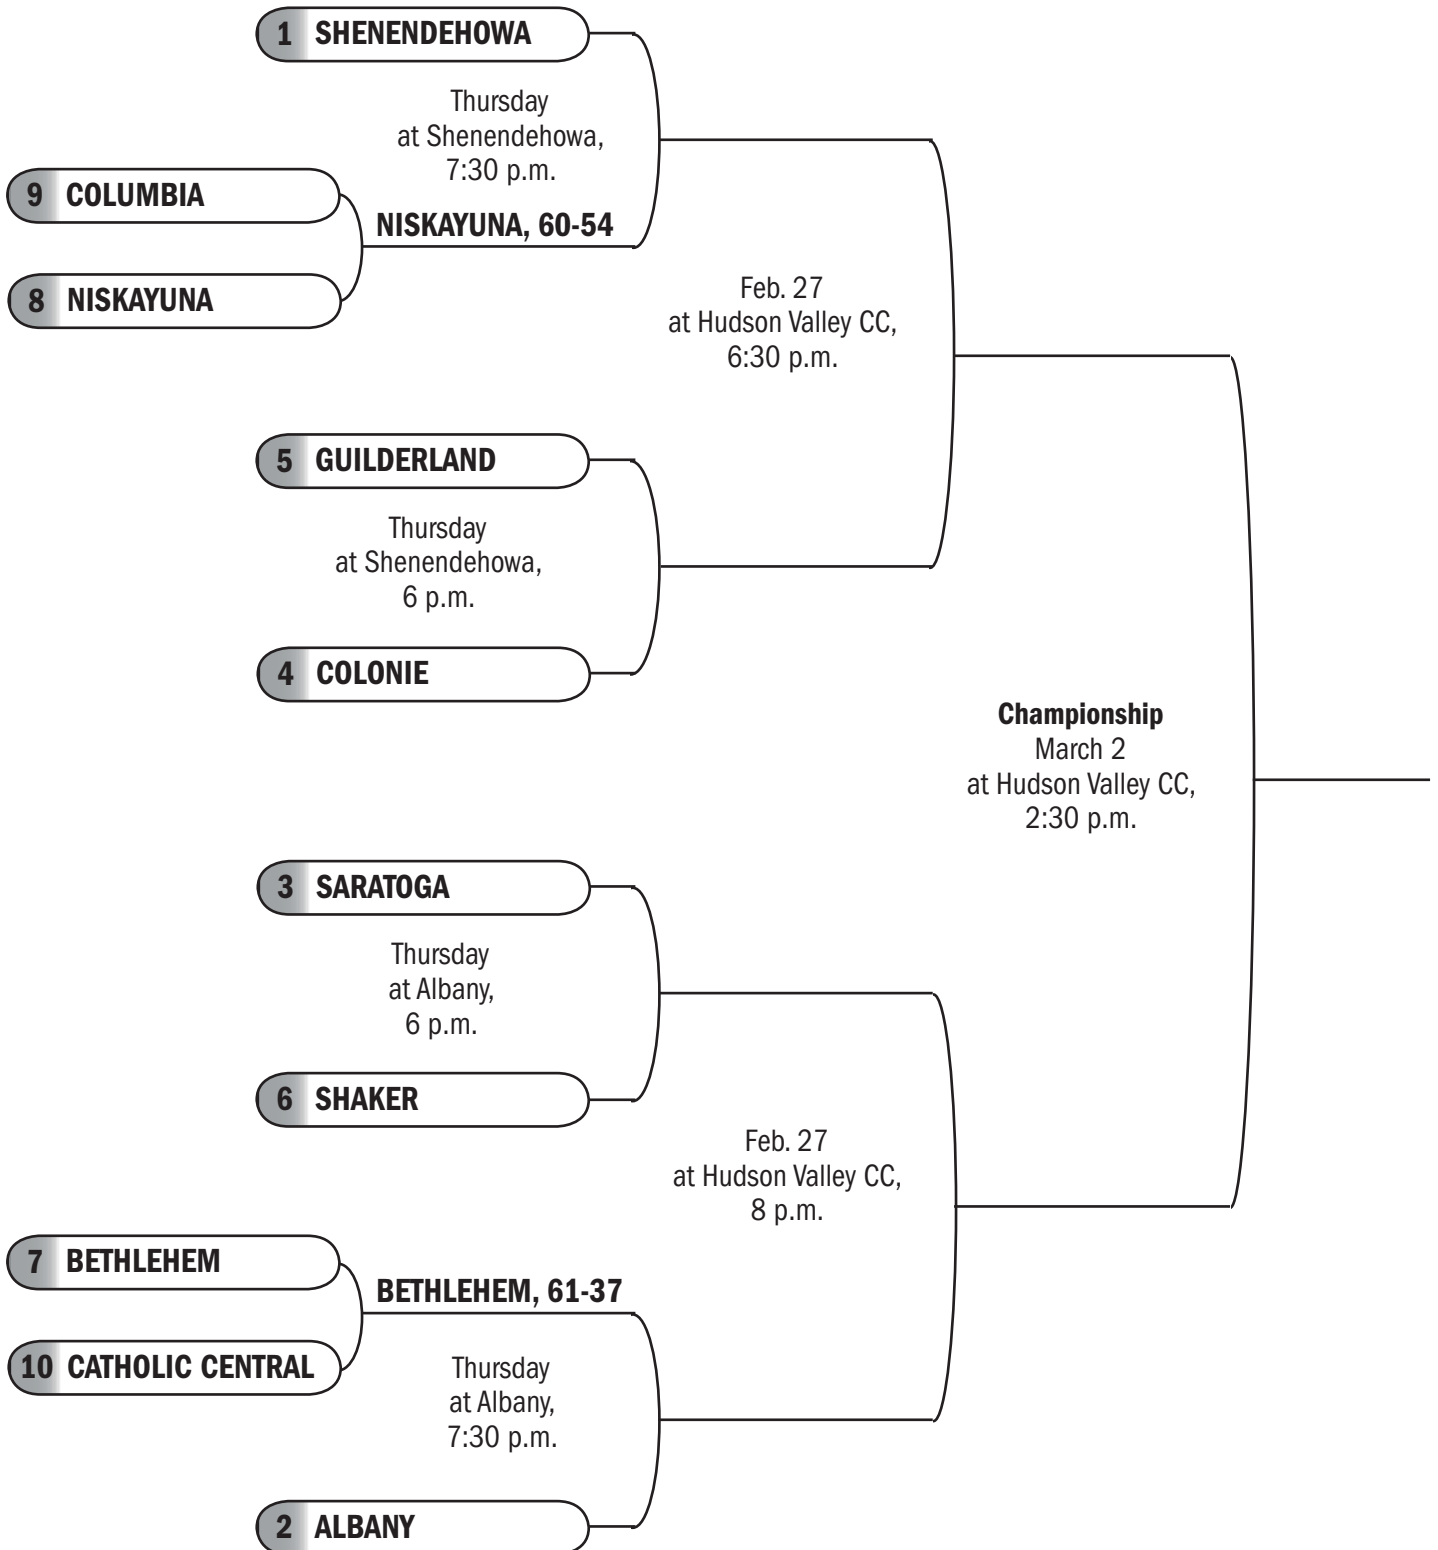 1 SHENENDEHOWA
Thursday
at Shenendehowa,
7:30 p.m.
9 COLUMBIA
NISKAYUNA, 60-54
8 NISKAYUNA
Feb. 27
at Hudson Valley CC,
6:30 p.m.
5 GUILDERLAND
Thursday
at Shenendehowa,
6 p.m.
4 COLONIE
Championship
March 2
at Hudson Valley CC,
2:30 p.m.
3 SARATOGA
Thursday
at Albany,
6 p.m.
6 SHAKER
Feb. 27
at Hudson Valley CC,
8 p.m.
7 BETHLEHEM
BETHLEHEM, 61-37
10 CATHOLIC CENTRAL
Thursday
at Albany,
7:30 p.m.
2 ALBANY